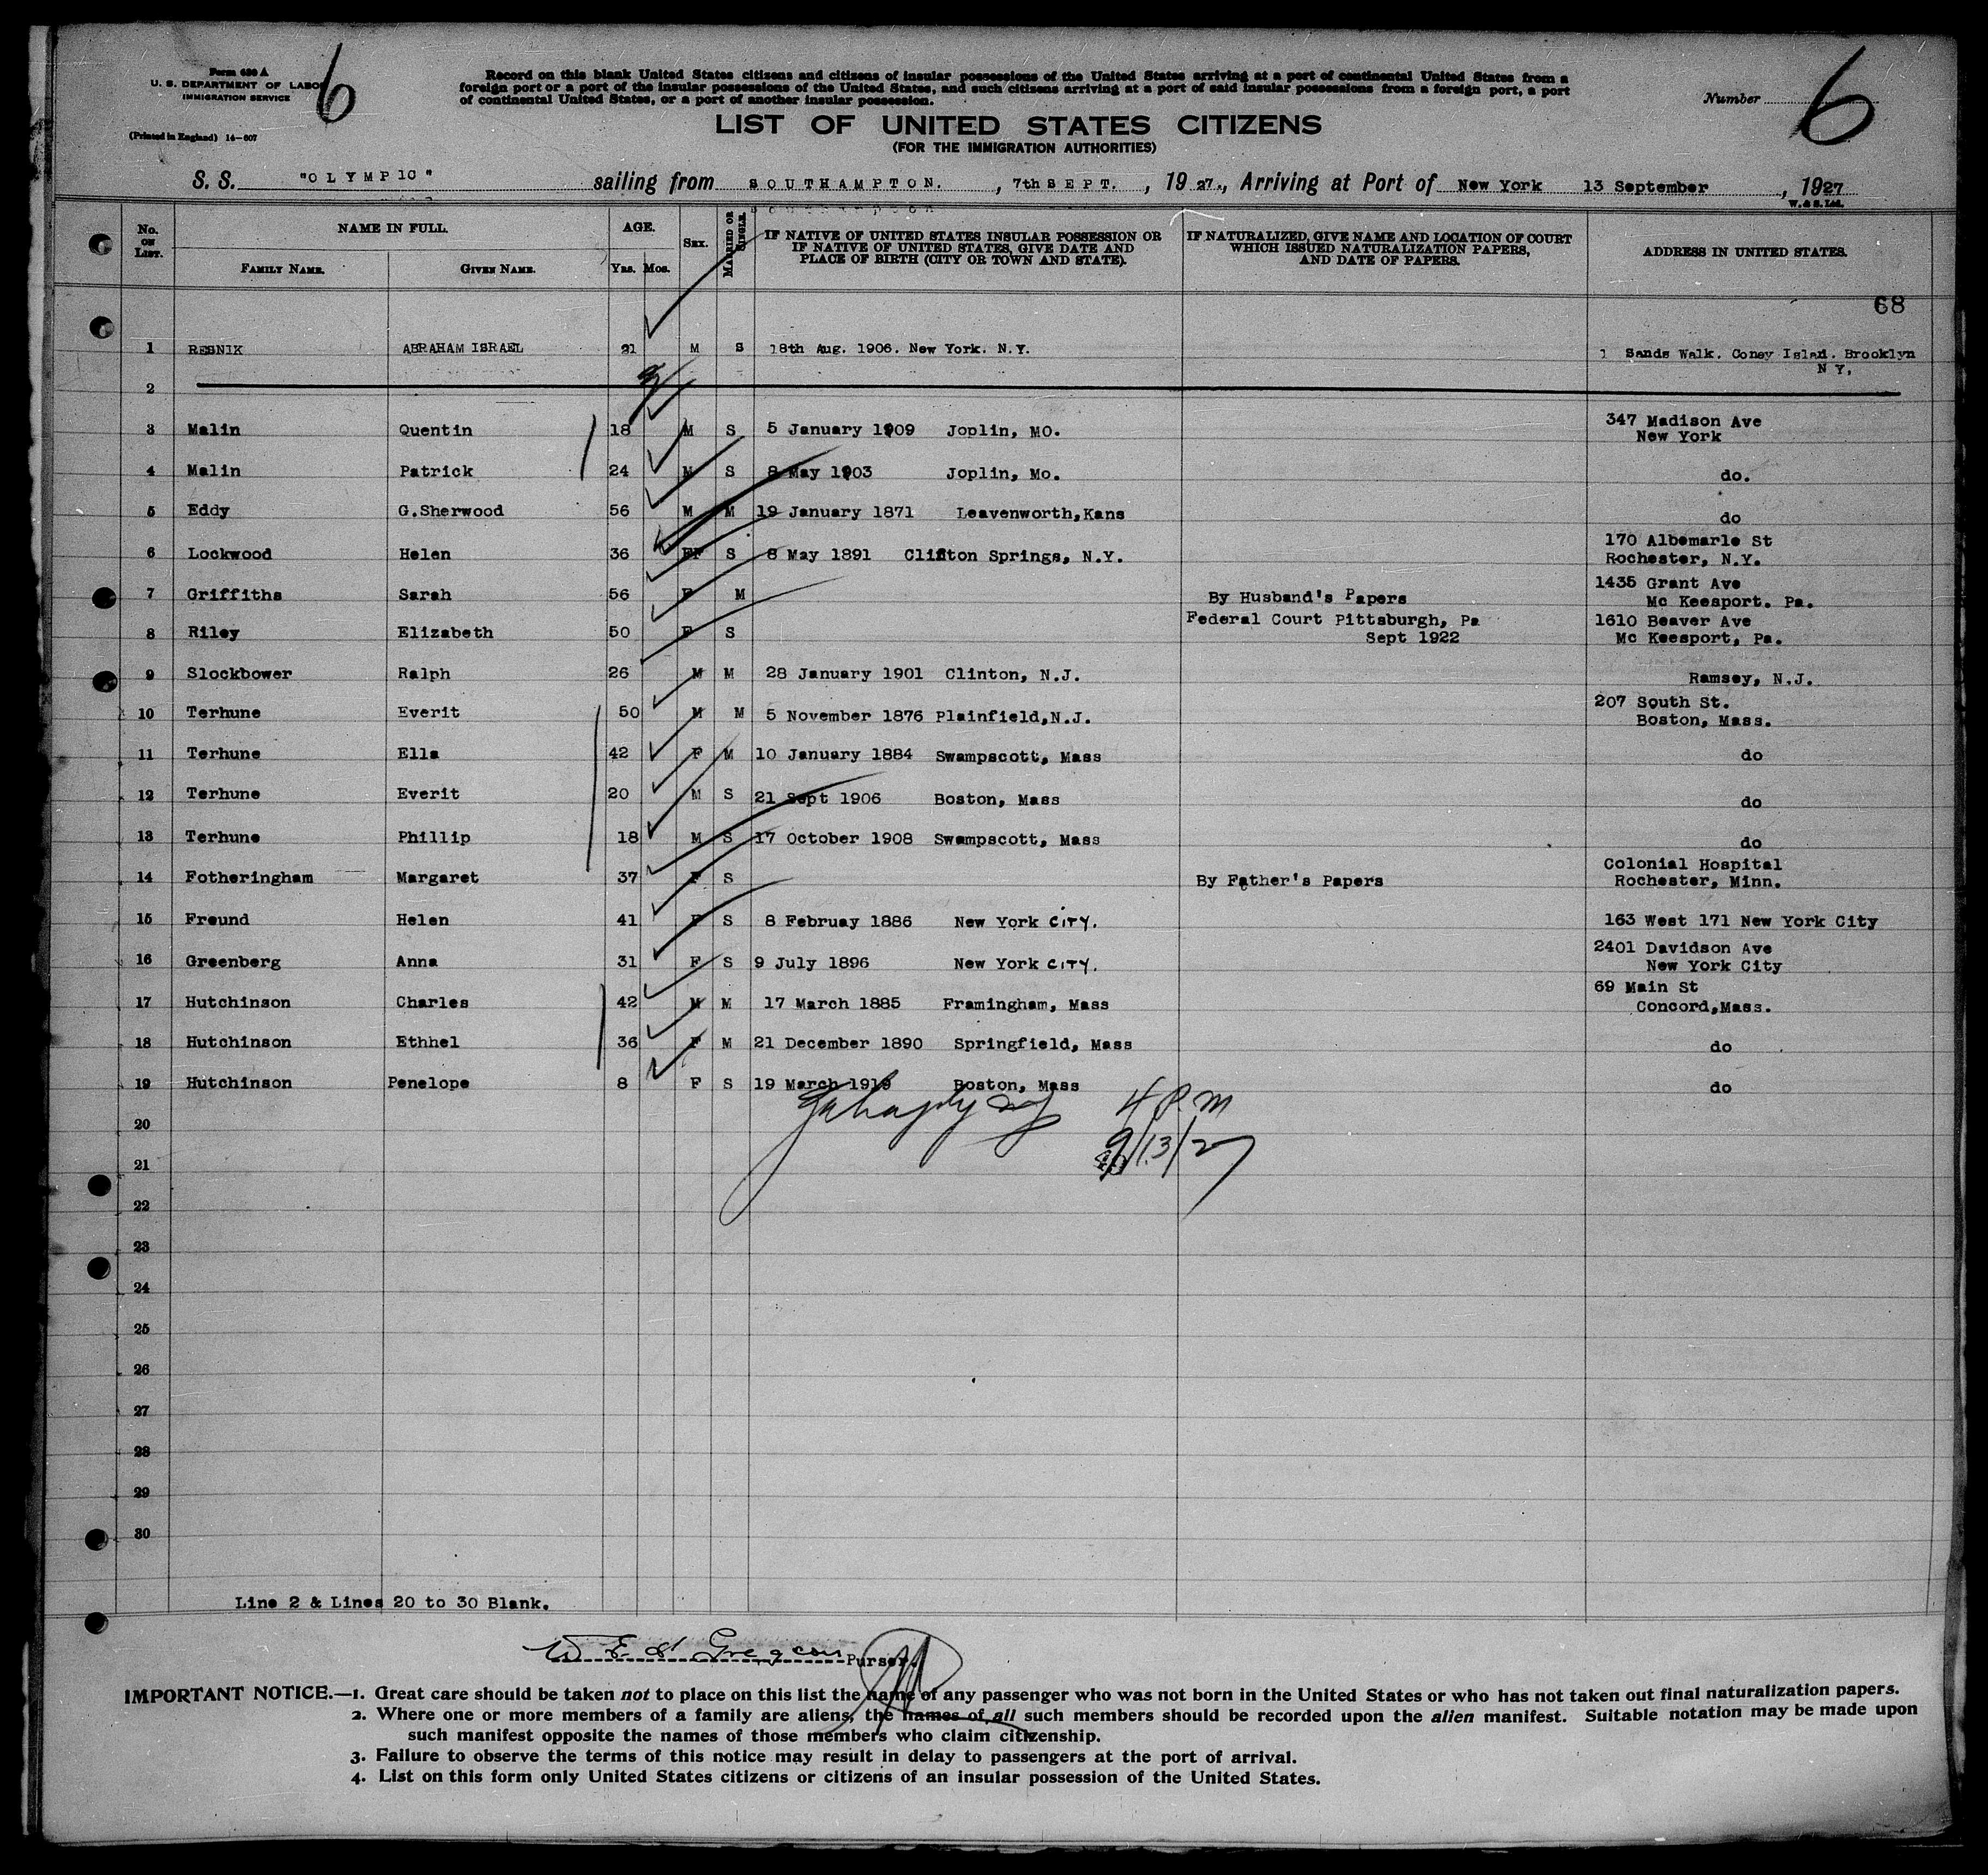 Form 630 A
U. S. DEPARTMENT OF LABOR
IMMIGRATION SERVICE
(Printed in England) 14—607
6
Record on this blank United States citizens and citizens of insular possessions of the United States arriving at a port of continental United States from a
foreign port or a port of the insular possessions of the United States, and such citizens arriving at a port of said insular possessions from a foreign port, a port
of continental United States, or a port of another insular possession.
Number 6
LIST OF UNITED STATES CITIZENS
(FOR THE IMMIGRATION AUTHORITIES)
S. S. "OLYMPIC" sailing from SOUTHAMPTON. , 7th SEPT. , 19 27., Arriving at Port of New York 13 September , 1927
W. & S. Ltd.
No. ON LIST. NAME IN FULL. FAMILY NAME. GIVEN NAME. AGE. YRS. MOS. SEX. MARRIED OR SINGLE. IF NATIVE OF UNITED STATES INSULAR POSSESSION OR IF NATIVE OF UNITED STATES, GIVE DATE AND PLACE OF BIRTH (CITY OR TOWN AND STATE). IF NATURALIZED, GIVE NAME AND LOCATION OF COURT WHICH ISSUED NATURALIZATION PAPERS, AND DATE OF PAPERS. ADDRESS IN UNITED STATES.
68
1 RESNIK ABRAHAM ISRAEL 21 M S 18th Aug. 1906. New York. N.Y. 1 Sands Walk. Coney Islan. Brooklyn
N Y,
2
3 Malin Quentin 18 M S 5 January 1909 Joplin, MO. 347 Madison Ave
New York
4 Malin Patrick 24 M S 8 May 1903 Joplin, Mo. do.
5 Eddy G.Sherwood 56 M M 19 January 1871 Leavenworth,Kans do
6 Lockwood Helen 36 F S 8 May 1891 Clifton Springs, N.Y. 170 Albemarle St
Rochester, N.Y.
7 Griffiths Sarah 56 F M By Husband's Papers 1435 Grant Ave
Mc Keesport. Pa.
8 Riley Elizabeth 50 F S Federal Court Pittsburgh, Pa 1610 Beaver Ave
Sept 1922 Mc Keesport, Pa.
9 Slockbower Ralph 26 M M 28 January 1901 Clinton, N.J. Ramsey, N.J.
10 Terhune Everit 50 M M 5 November 1876 Plainfield,N.J. 207 South St.
Boston, Mass.
11 Terhune Ella 42 F M 10 January 1884 Swampscott, Mass do
12 Terhune Everit 20 M S 21 Sept 1906 Boston, Mass do
13 Terhune Phillip 18 M S 17 October 1908 Swampscott, Mass do
14 Fotheringham Margaret 37 F S By Father's Papers Colonial Hospital
Rochester, Minn.
15 Freund Helen 41 F S 8 Februay 1886 New York CITY. 163 West 171 New York City
16 Greenberg Anna 31 F S 9 July 1896 New York CITY. 2401 Davidson Ave
New York City
17 Hutchinson Charles 42 M M 17 March 1885 Framingham, Mass 69 Main St
Concord,Mass.
18 Hutchinson Ethhel 36 F M 21 December 1890 Springfield, Mass do
19 Hutchinson Penelope 8 F S 19 March 1919 Boston, Mass do
4 P.M
9/13/27
20
21
22
23
24
25
26
27
28
29
30
Line 2 & Lines 20 to 30 Blank.
Purser.
IMPORTANT NOTICE.—1. Great care should be taken not to place on this list the name of any passenger who was not born in the United States or who has not taken out final naturalization papers.
2. Where one or more members of a family are aliens, the names of all such members should be recorded upon the alien manifest. Suitable notation may be made upon
such manifest opposite the names of those members who claim citizenship.
3. Failure to observe the terms of this notice may result in delay to passengers at the port of arrival.
4. List on this form only United States citizens or citizens of an insular possession of the United States.